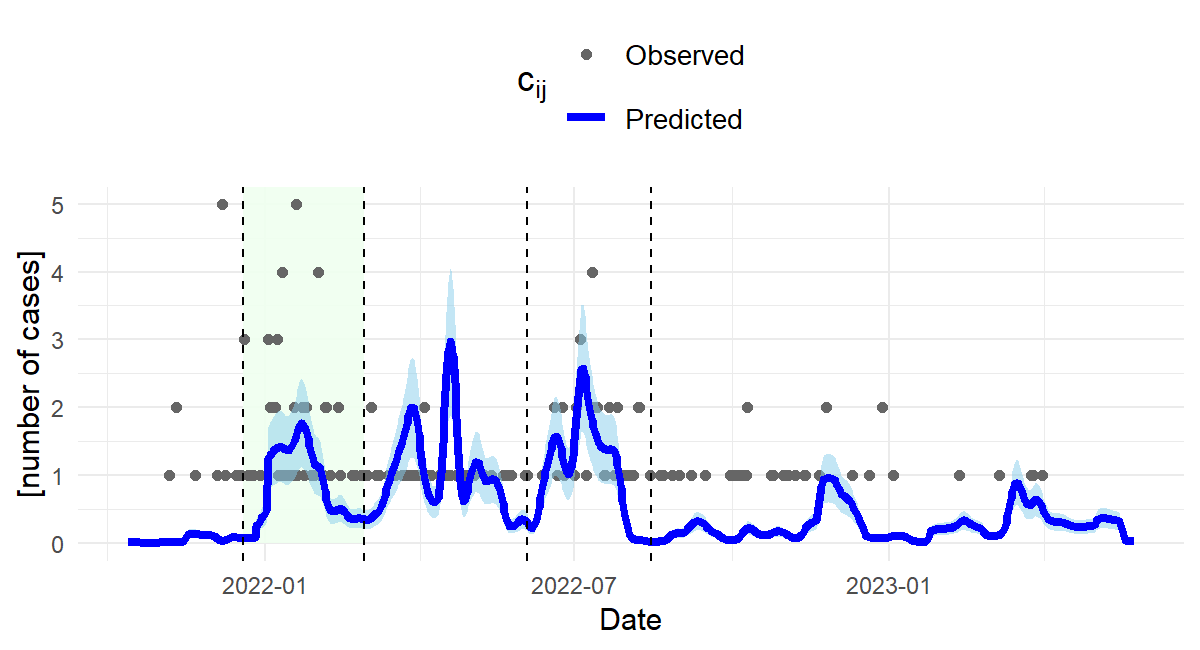 Observed
c_ij
Predicted
[number of cases]
5
4
3
2
1
0
2022-01
2022-07
2023-01
Date